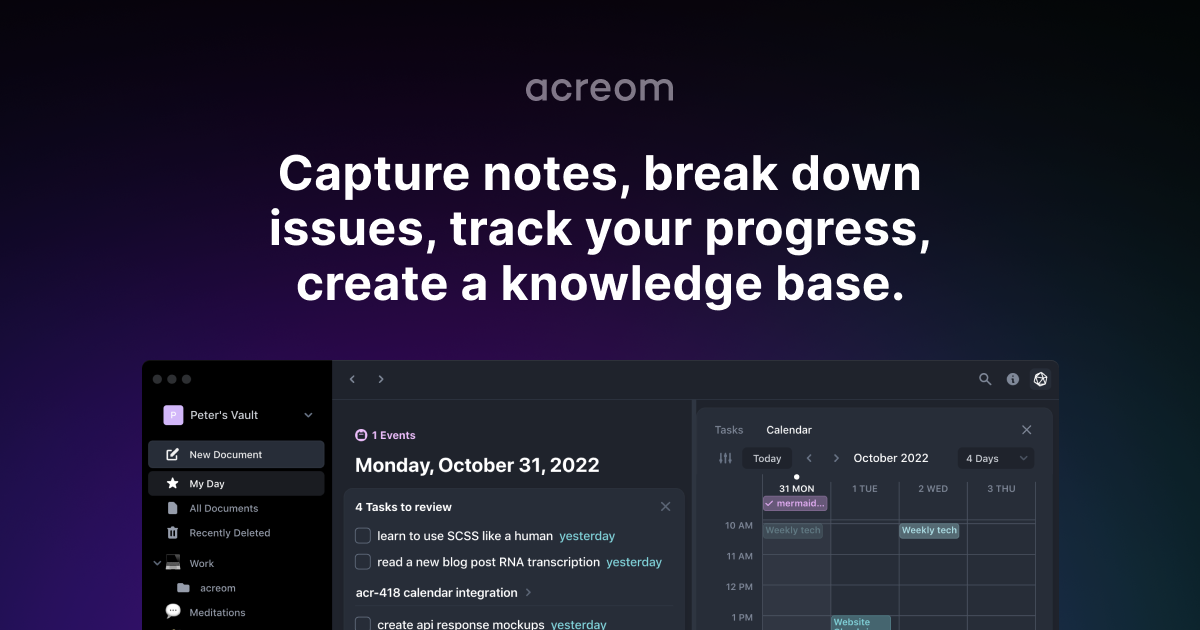 acreom
Capture notes, break down
issues, track your progress,
create a knowledge base.
P
Peter's Vault
New Document
My Day
All Documents
Recently Deleted
Work
acreom
Meditations
1 Events
Monday, October 31, 2022
4 Tasks to review
learn to use SCSS like a human yesterday
read a new blog post RNA transcription yesterday
acr-418 calendar integration
create api response mockups yesterday
Tasks Calendar
Today October 2022 4 Days
31 MON 1 TUE 2 WED 3 THU
mermaid...
10 AM Weekly tech Weekly tech
11 AM
12 PM
1 PM Website